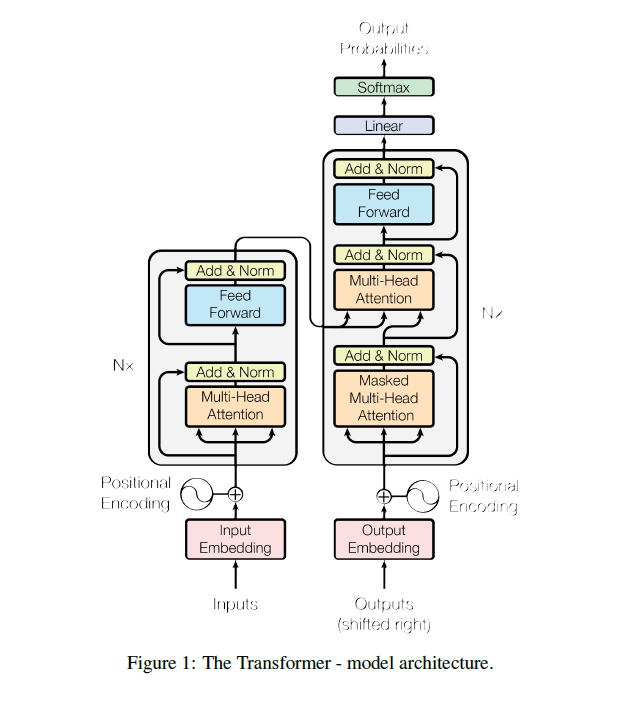 Output
Probabilities
Softmax
Linear
Add & Norm
Feed
Forward
Add & Norm
Multi-Head
Attention
Add & Norm
Masked
Multi-Head
Attention
Nx
Add & Norm
Feed
Forward
Add & Norm
Multi-Head
Attention
N×
Positional
Encoding
Positional
Encoding
Input
Embedding
Output
Embedding
Inputs
Outputs
(shifted right)
Figure 1: The Transformer - model architecture.